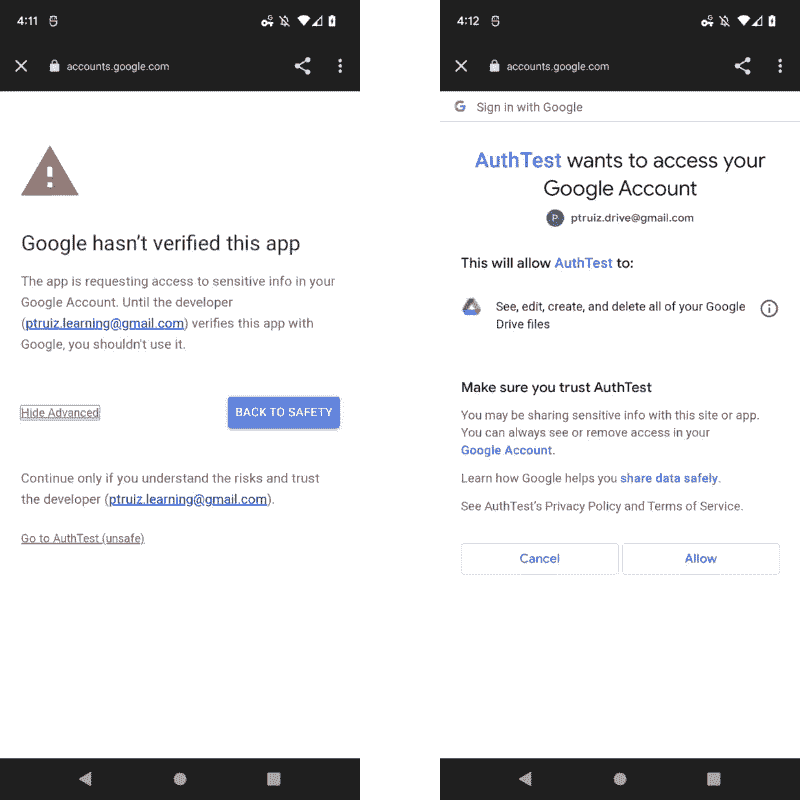 4:11
accounts.google.com
Google hasn't verified this app
The app is requesting access to sensitive info in your
Google Account. Until the developer
(ptruiz.learning@gmail.com) verifies this app with
Google, you shouldn't use it.
Hide Advanced
BACK TO SAFETY
Continue only if you understand the risks and trust
the developer (ptruiz.learning@gmail.com).
Go to AuthTest (unsafe)
4:12
accounts.google.com
Sign in with Google
AuthTest wants to access your
Google Account
P ptruiz.drive@gmail.com
This will allow AuthTest to:
See, edit, create, and delete all of your Google
Drive files
Make sure you trust AuthTest
You may be sharing sensitive info with this site or app.
You can always see or remove access in your
Google Account.
Learn how Google helps you share data safely.
See AuthTest's Privacy Policy and Terms of Service.
Cancel
Allow